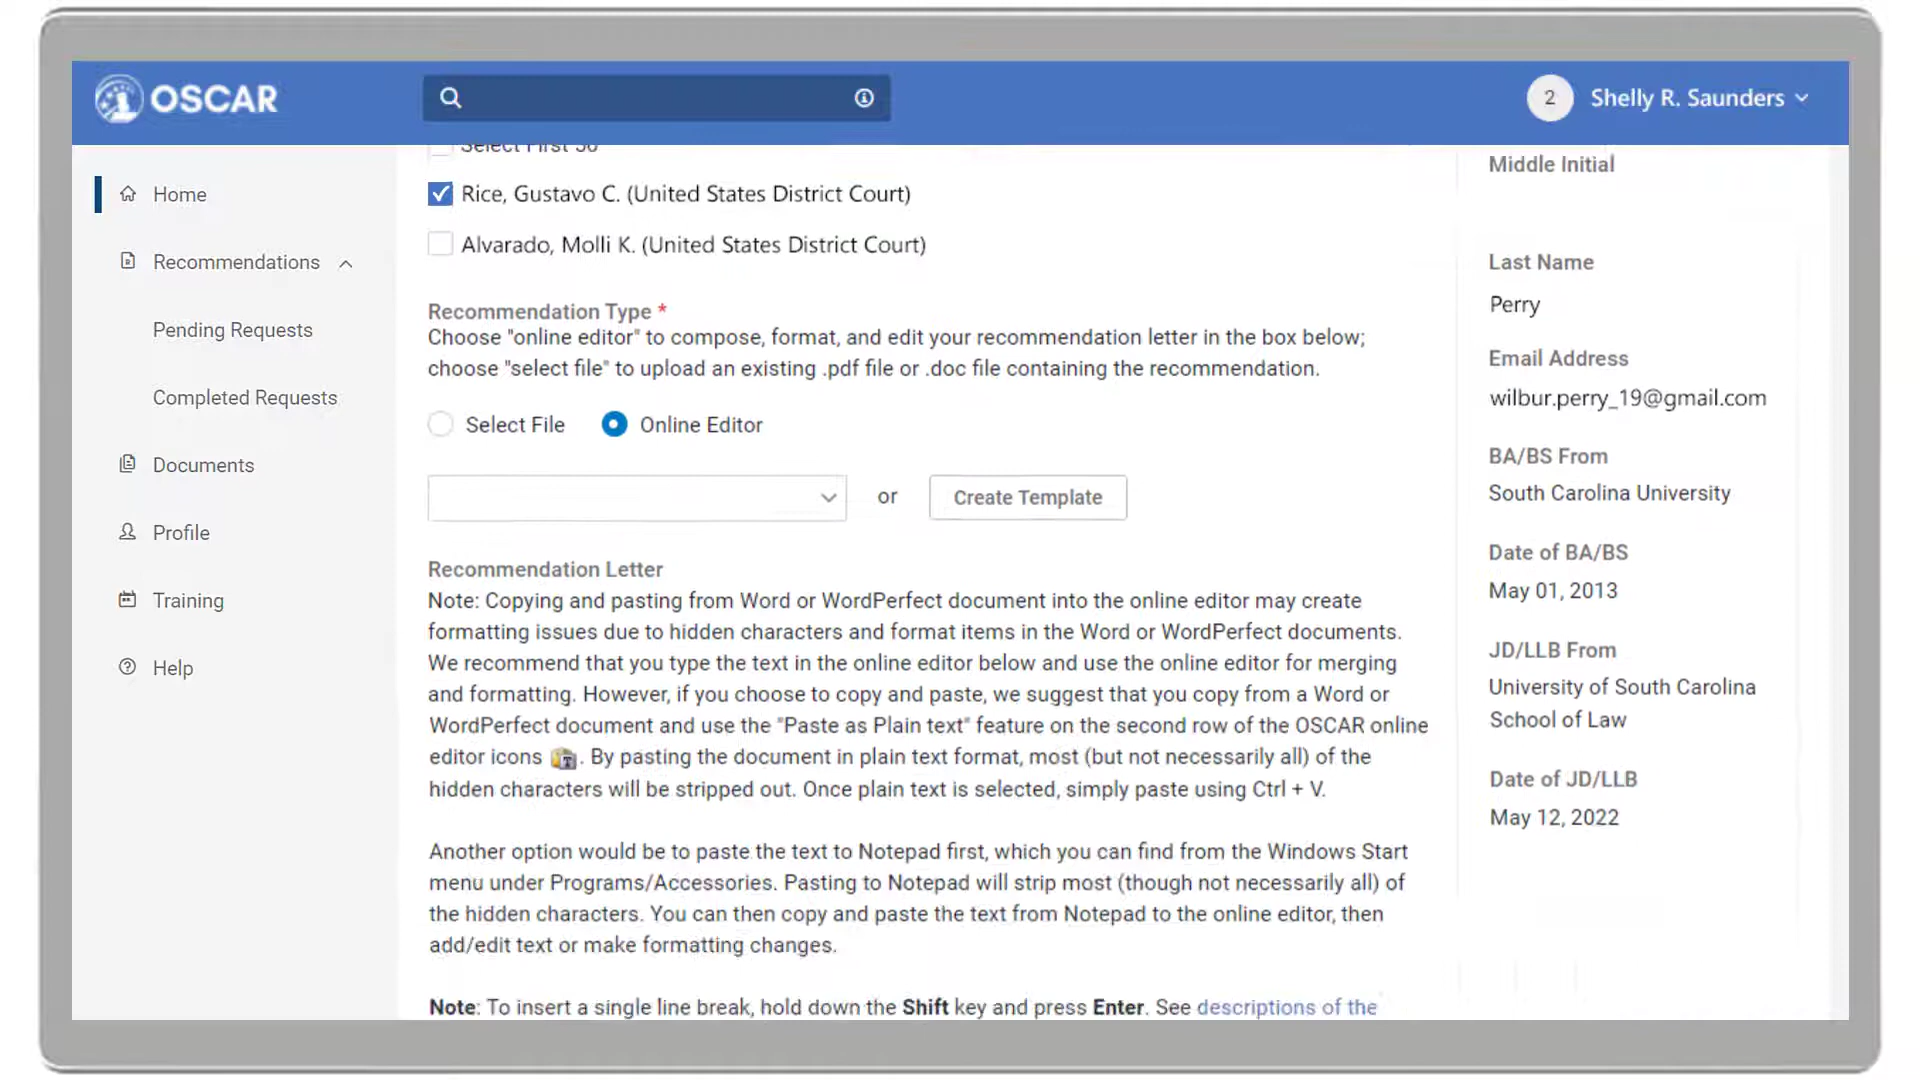 OSCAR
2
Shelly R. Saunders
Home
Recommendations
Pending Requests
Completed Requests
Documents
Profile
Training
Help
Select First 50
Rice, Gustavo C. (United States District Court)
Alvarado, Molli K. (United States District Court)
Recommendation Type *
Choose "online editor" to compose, format, and edit your recommendation letter in the box below;
choose "select file" to upload an existing .pdf file or .doc file containing the recommendation.
Select File
Online Editor
or
Create Template
Recommendation Letter
Note: Copying and pasting from Word or WordPerfect document into the online editor may create
formatting issues due to hidden characters and format items in the Word or WordPerfect documents.
We recommend that you type the text in the online editor below and use the online editor for merging
and formatting. However, if you choose to copy and paste, we suggest that you copy from a Word or
WordPerfect document and use the "Paste as Plain text" feature on the second row of the OSCAR online
editor icons . By pasting the document in plain text format, most (but not necessarily all) of the
hidden characters will be stripped out. Once plain text is selected, simply paste using Ctrl + V.
Another option would be to paste the text to Notepad first, which you can find from the Windows Start
menu under Programs/Accessories. Pasting to Notepad will strip most (though not necessarily all) of
the hidden characters. You can then copy and paste the text from Notepad to the online editor, then
add/edit text or make formatting changes.
Note: To insert a single line break, hold down the Shift key and press Enter. See descriptions of the
Middle Initial
Last Name
Perry
Email Address
wilbur.perry_19@gmail.com
BA/BS From
South Carolina University
Date of BA/BS
May 01, 2013
JD/LLB From
University of South Carolina
School of Law
Date of JD/LLB
May 12, 2022